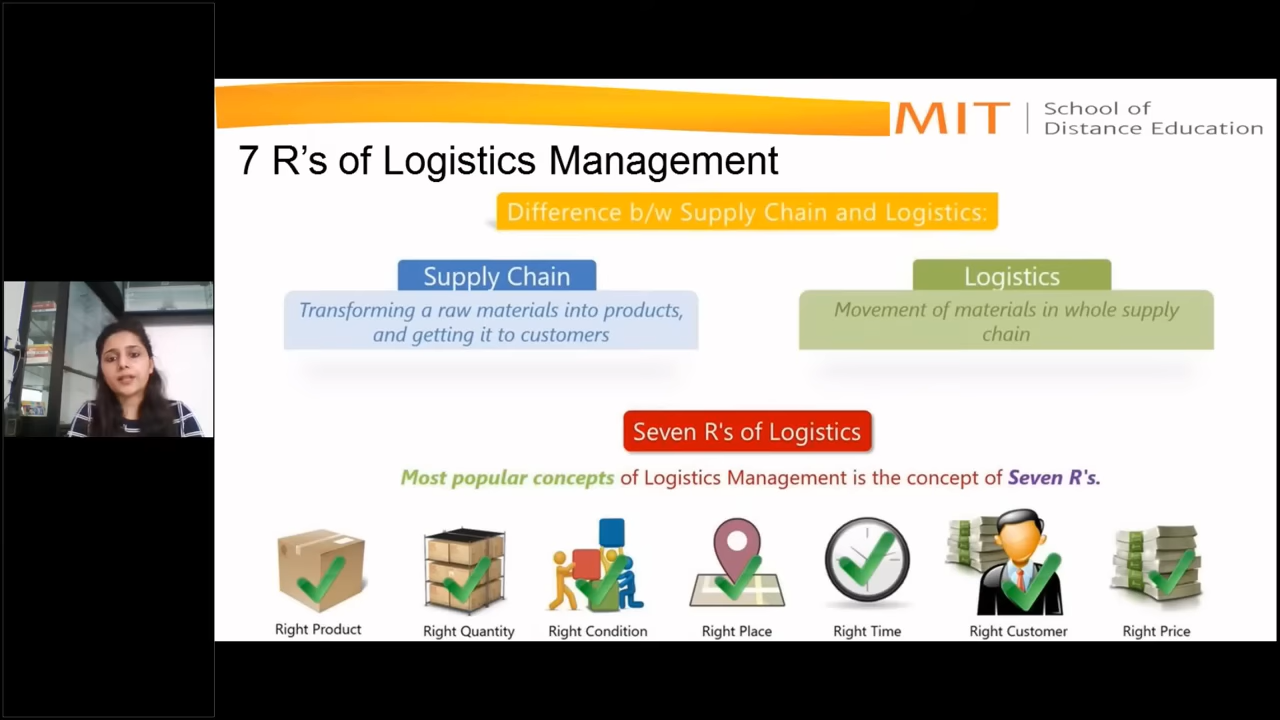 MIT | School of
Distance Education
7 R’s of Logistics Management
Difference b/w Supply Chain and Logistics:
Supply Chain
Transforming a raw materials into products,
and getting it to customers
Logistics
Movement of materials in whole supply
chain
Seven R's of Logistics
Most popular concepts of Logistics Management is the concept of Seven R's.
Right Product
Right Quantity
Right Condition
Right Place
Right Time
Right Customer
Right Price